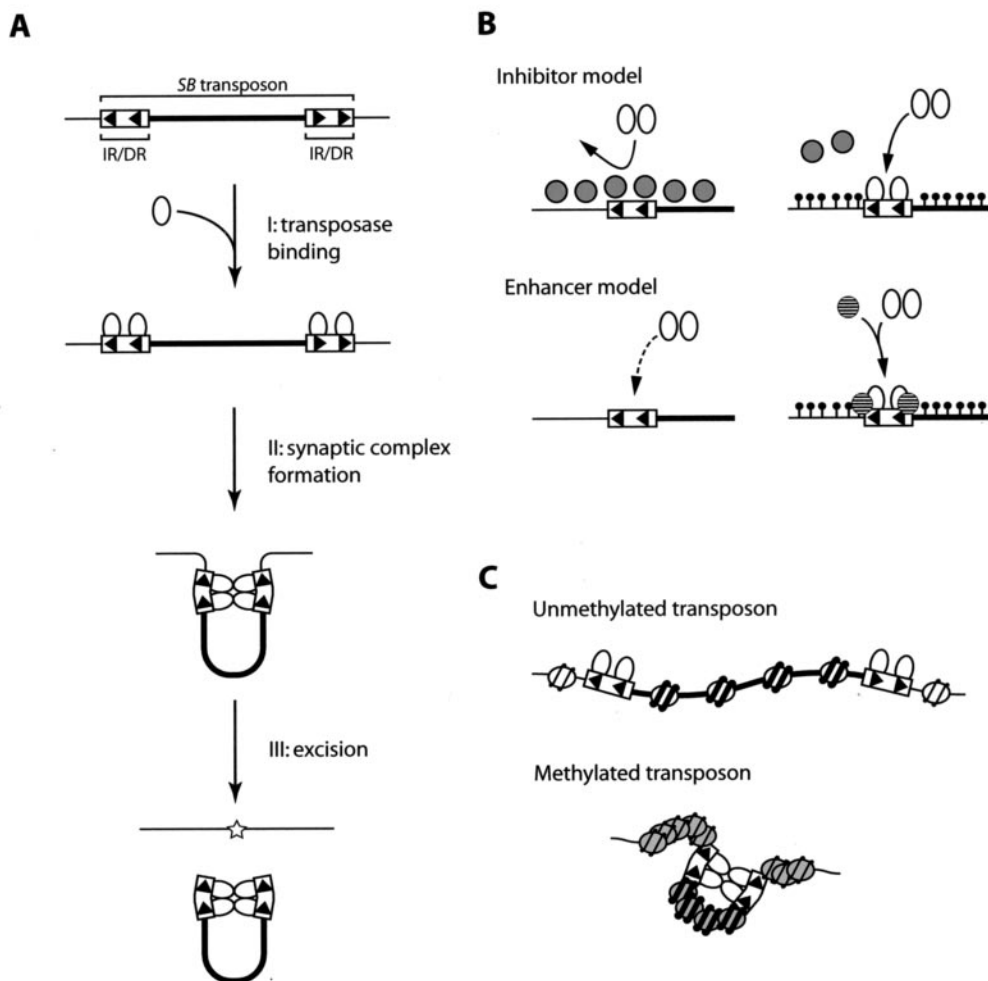 A
SB transposon
IR/DR
IR/DR
I: transposase
binding
II: synaptic complex
formation
III: excision
B
Inhibitor model
Enhancer model
C
Unmethylated transposon
Methylated transposon